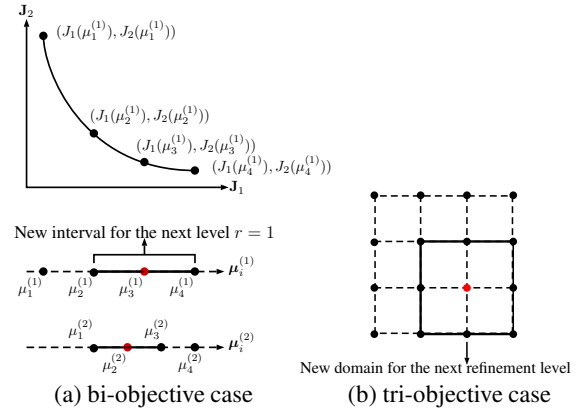 J₂
(J₁(μ₁⁽¹⁾), J₂(μ₁⁽¹⁾))
(J₁(μ₂⁽¹⁾), J₂(μ₂⁽¹⁾))
(J₁(μ₃⁽¹⁾), J₂(μ₃⁽¹⁾))
(J₁(μ₄⁽¹⁾), J₂(μ₄⁽¹⁾))
J₁
New interval for the next level r = 1
μ₁⁽¹⁾ μ₂⁽¹⁾ μ₃⁽¹⁾ μ₄⁽¹⁾ μᵢ⁽¹⁾
μ₁⁽²⁾ μ₃⁽²⁾ μᵢ⁽²⁾
μ₂⁽²⁾ μ₄⁽²⁾
(a) bi-objective case
New domain for the next refinement level
(b) tri-objective case